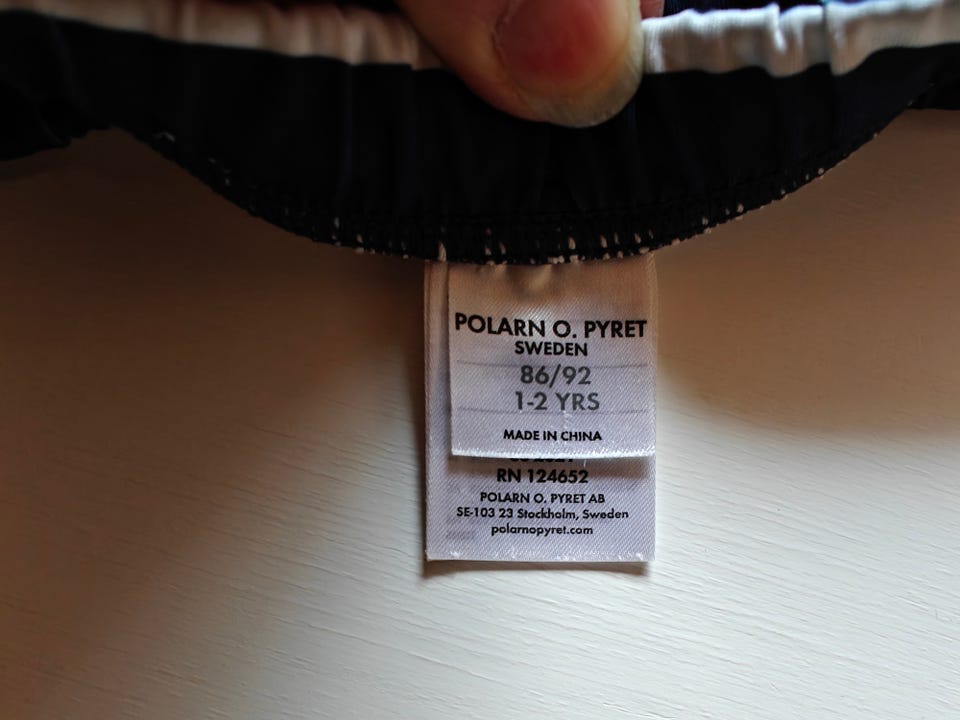 POLARN O. PYRET
SWEDEN
86/92
1-2 YRS
MADE IN CHINA
RN 124652
POLARN O. PYRET AB
SE-103 23 Stockholm, Sweden
polarnopyret.com